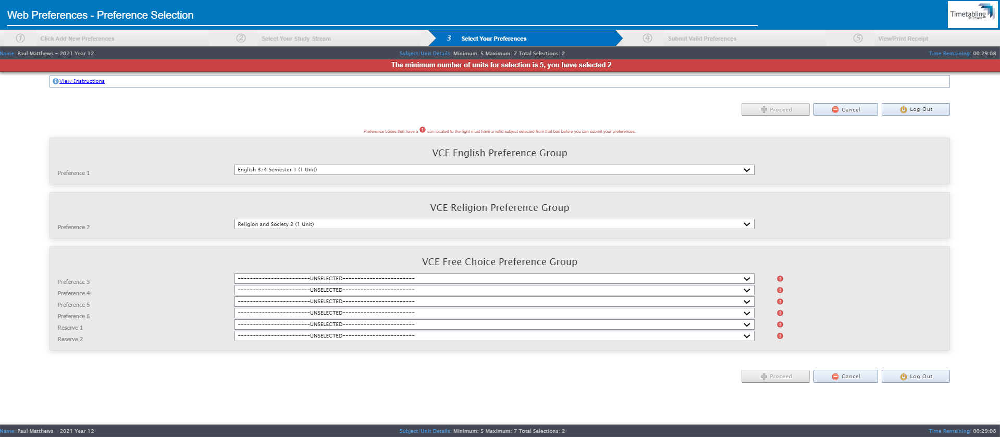 Web Preferences - Preference Selection
Timetabling
SOLUTIONS
1 Click Add New Preferences
2 Select Your Study Stream
3 Select Your Preferences
4 Submit Valid Preferences
5 View/Print Receipt
Name: Paul Matthews - 2021 Year 12
Subject/Unit Details: Minimum: 5 Maximum: 7 Total Selections: 2
Time Remaining: 00:29:08
The minimum number of units for selection is 5, you have selected 2
View Instructions
Proceed
Cancel
Log Out
Preference boxes that have a ! icon located to the right must have a valid subject selected from that box before you can submit your preferences.
VCE English Preference Group
Preference 1
English 3/4 Semester 1 (1 Unit)
VCE Religion Preference Group
Preference 2
Religion and Society 2 (1 Unit)
VCE Free Choice Preference Group
Preference 3
------------------------UNSELECTED------------------------
Preference 4
------------------------UNSELECTED------------------------
Preference 5
------------------------UNSELECTED------------------------
Preference 6
------------------------UNSELECTED------------------------
Reserve 1
------------------------UNSELECTED------------------------
Reserve 2
------------------------UNSELECTED------------------------
Proceed
Cancel
Log Out
Name: Paul Matthews - 2021 Year 12
Subject/Unit Details: Minimum: 5 Maximum: 7 Total Selections: 2
Time Remaining: 00:29:08